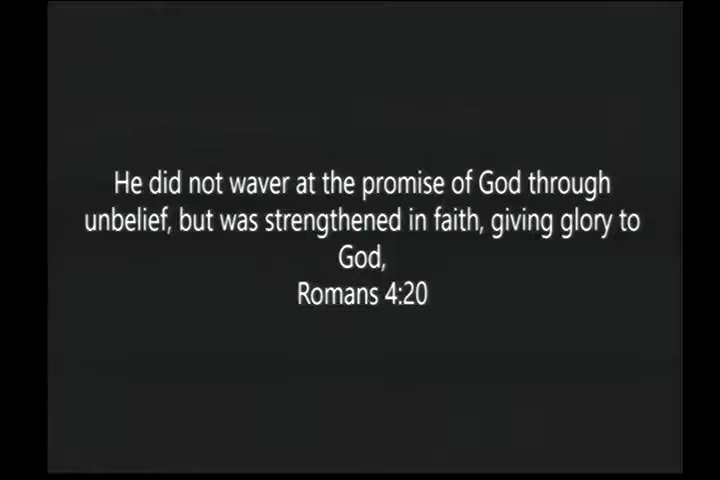 He did not waver at the promise of God through
unbelief, but was strengthened in faith, giving glory to
God,
Romans 4:20